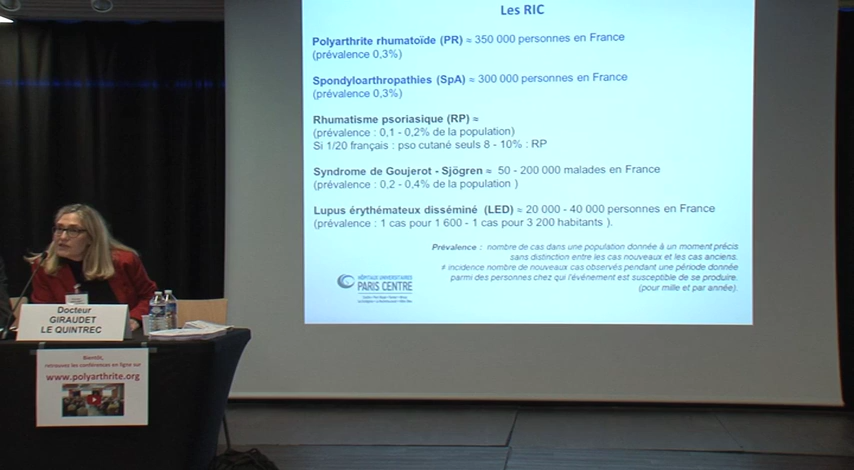 Les RIC
Polyarthrite rhumatoïde (PR) ≈ 350 000 personnes en France
(prévalence 0,3%)
Spondyloarthropathies (SpA) ≈ 300 000 personnes en France
(prévalence 0,3%)
Rhumatisme psoriasique (RP) ≈
(prévalence : 0,1 - 0,2% de la population)
Si 1/20 français : pso cutané seuls 8 - 10% : RP
Syndrome de Goujerot - Sjögren ≈ 50 - 200 000 malades en France
(prévalence : 0,2 - 0,4% de la population )
Lupus érythémateux disséminé (LED) ≈ 20 000 - 40 000 personnes en France
(prévalence : 1 cas pour 1 600 - 1 cas pour 3 200 habitants ).
Prévalence : nombre de cas dans une population donnée à un moment précis
sans distinction entre les cas nouveaux et les cas anciens.
≠ incidence nombre de nouveaux cas observés pendant une période donnée
parmi des personnes chez qui l'événement est susceptible de se produire.
(pour mille et par année).
HÔPITAUX UNIVERSITAIRES
PARIS CENTRE
Docteur
GIRAUDET
LE QUINTREC
Bientôt,
retrouvez les conférences en ligne sur
www.polyarthrite.org